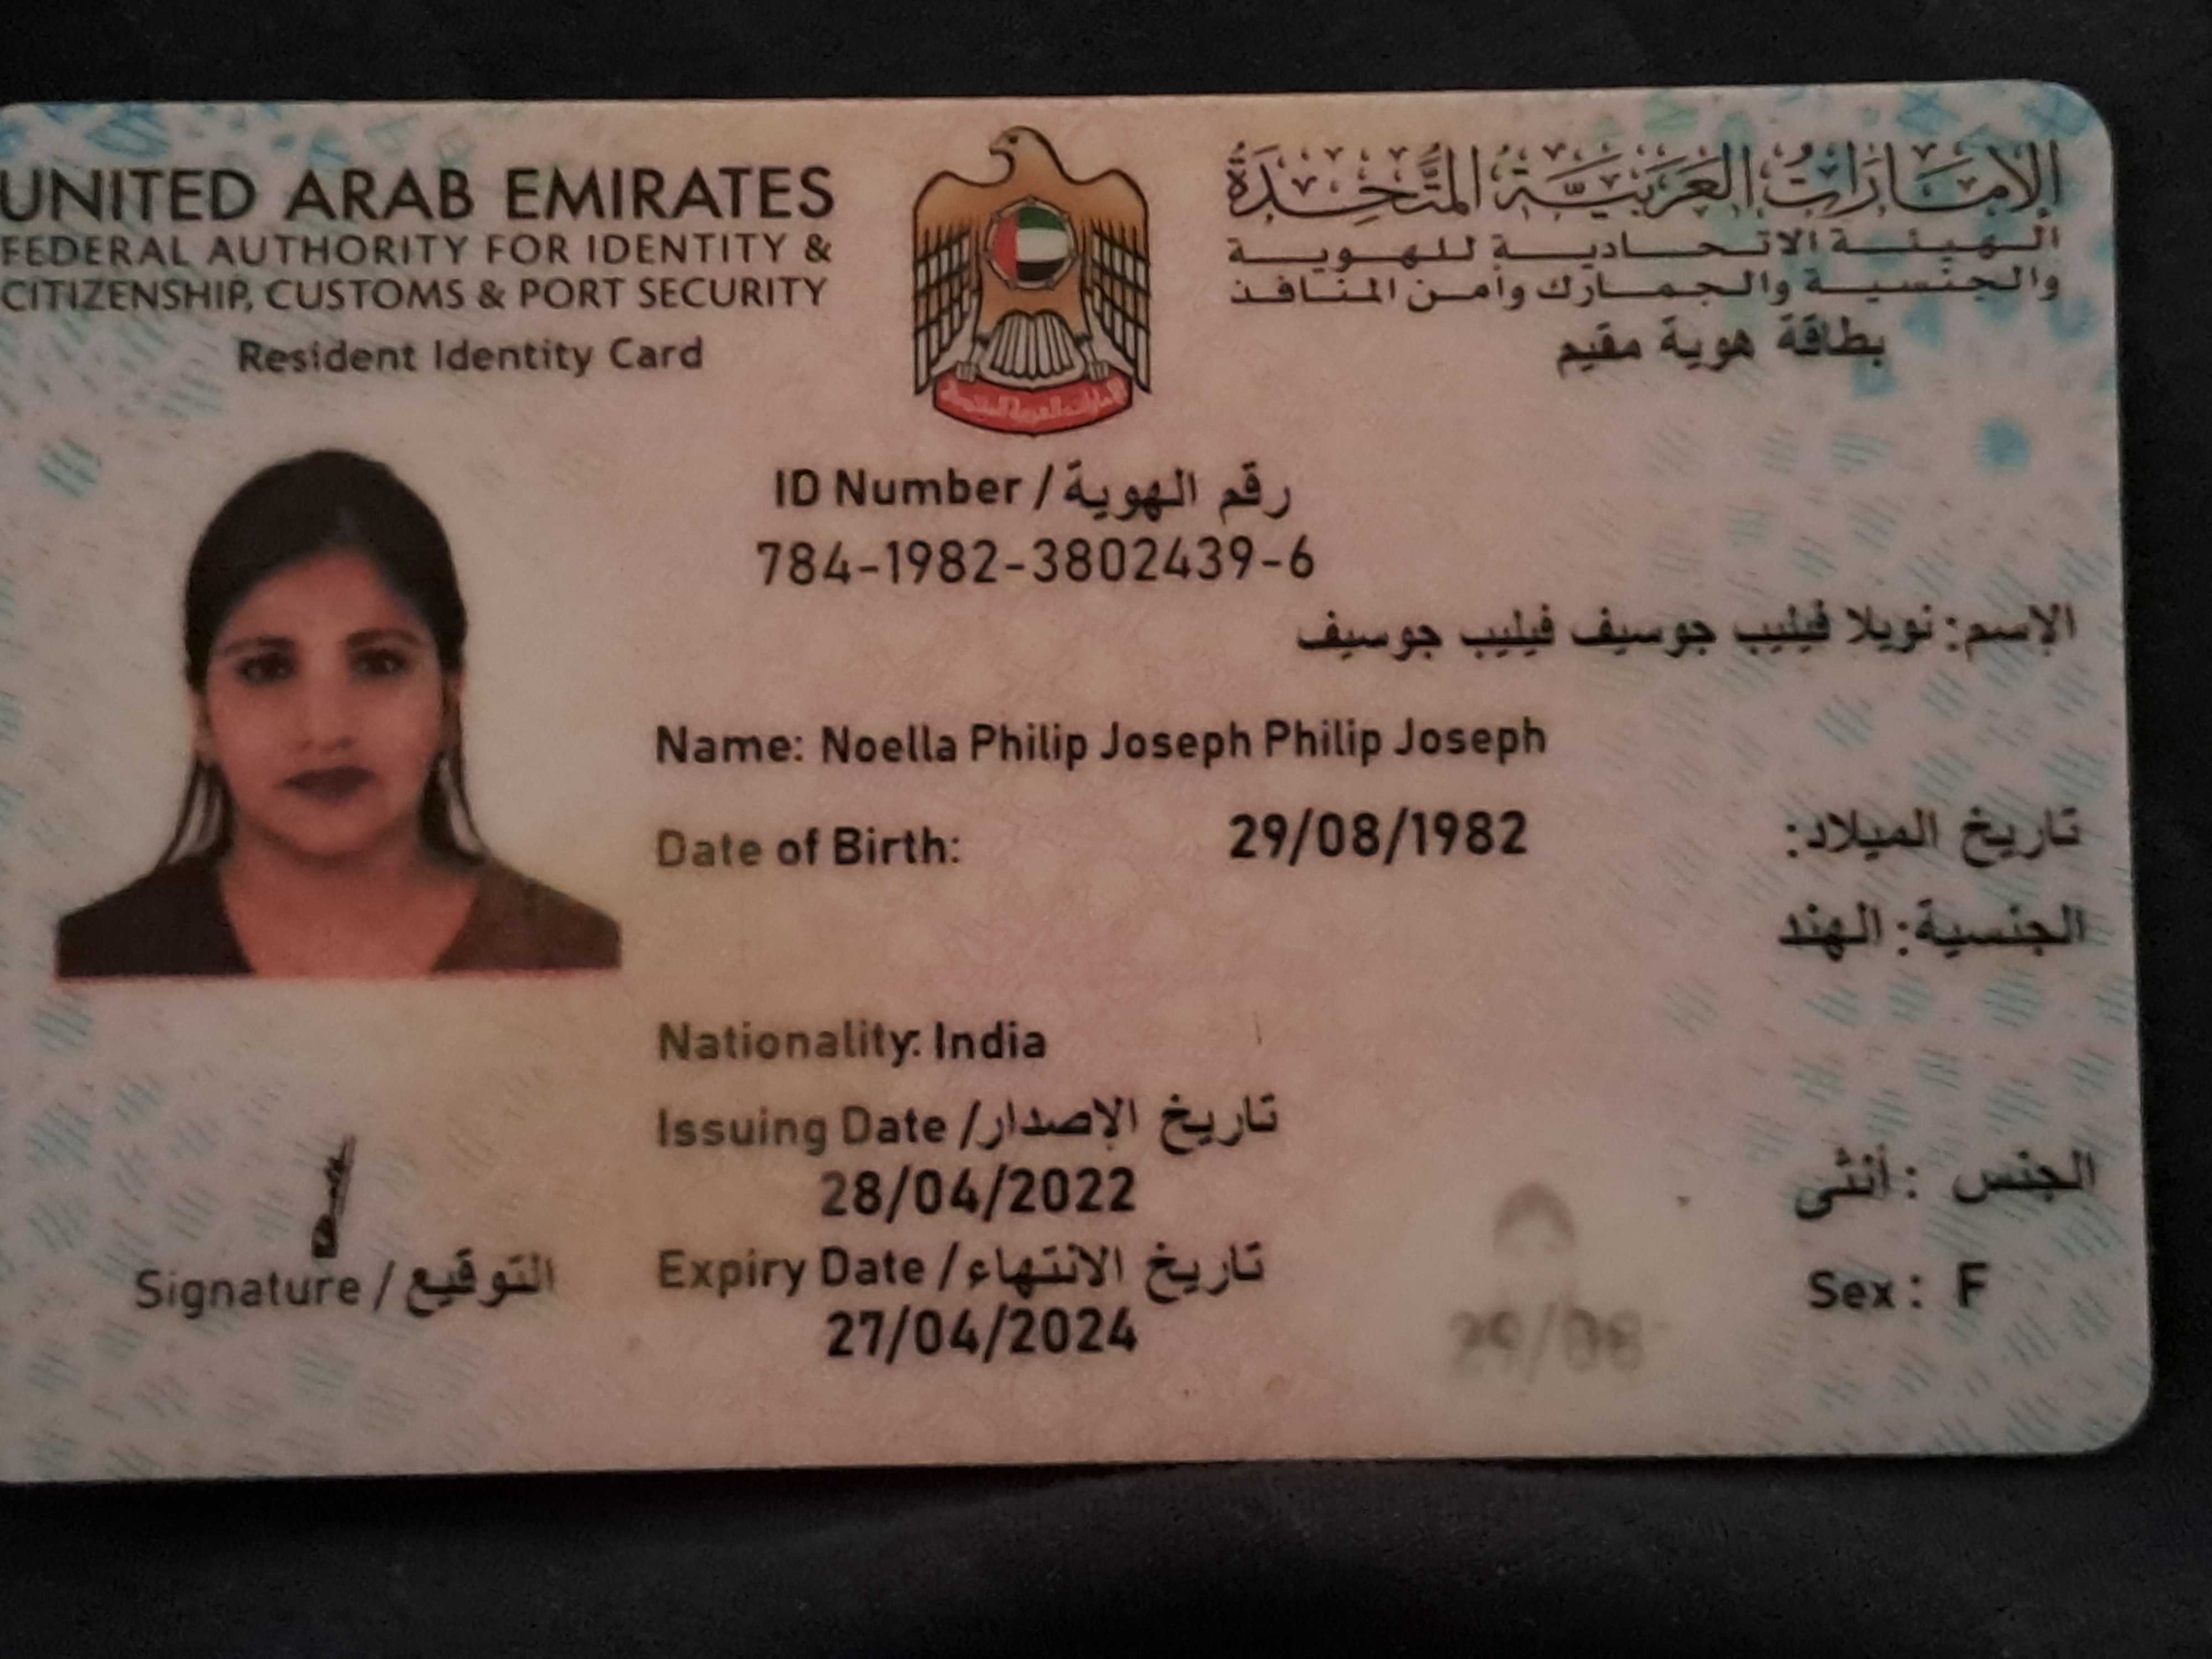 UNITED ARAB EMIRATES
FEDERAL AUTHORITY FOR IDENTITY &
CITIZENSHIP, CUSTOMS & PORT SECURITY
Resident Identity Card
الإمارات العربية المتحدة
الهيئة الاتحادية للهوية
والجنسية والجمارك وأمن المنافذ
بطاقة هوية مقيم
ID Number / رقم الهوية
784-1982-3802439-6
الإسم: نويلا فيليب جوسيف فيليب جوسيف
Name: Noella Philip Joseph Philip Joseph
Date of Birth: 29/08/1982 تاريخ الميلاد:
الجنسية: الهند
Nationality: India
Issuing Date / تاريخ الإصدار
28/04/2022
Expiry Date / تاريخ الانتهاء
27/04/2024
الجنس : أنثى
Sex: F
Signature / التوقيع
29/08